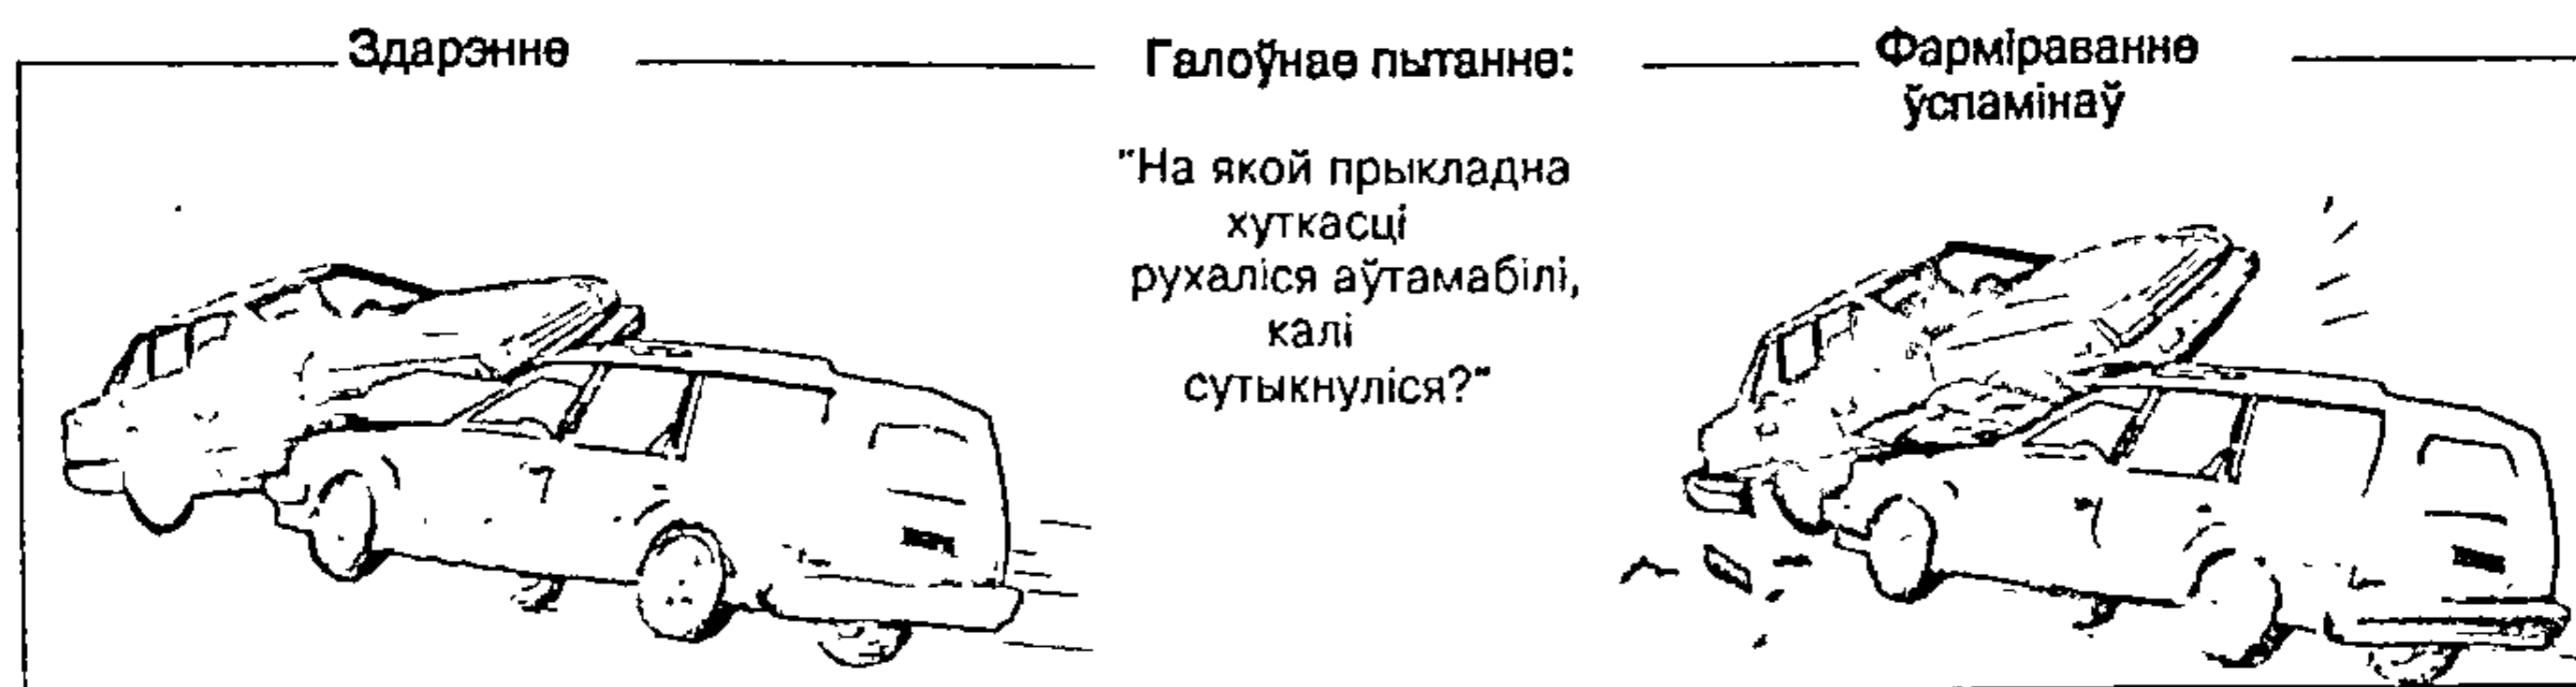 Здарэнне
Галоўнае пытанне:
"На якой прыкладна
хуткасці
рухаліся аўтамабілі,
калі
сутыкнуліся?"
Фарміраванне
ўспамінаў